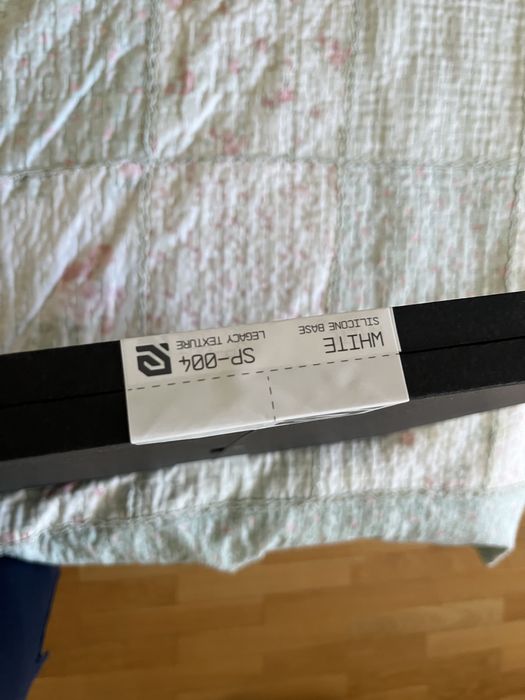 WHITE
SILICONE BASE
SP-004
LEGACY TEXTURE